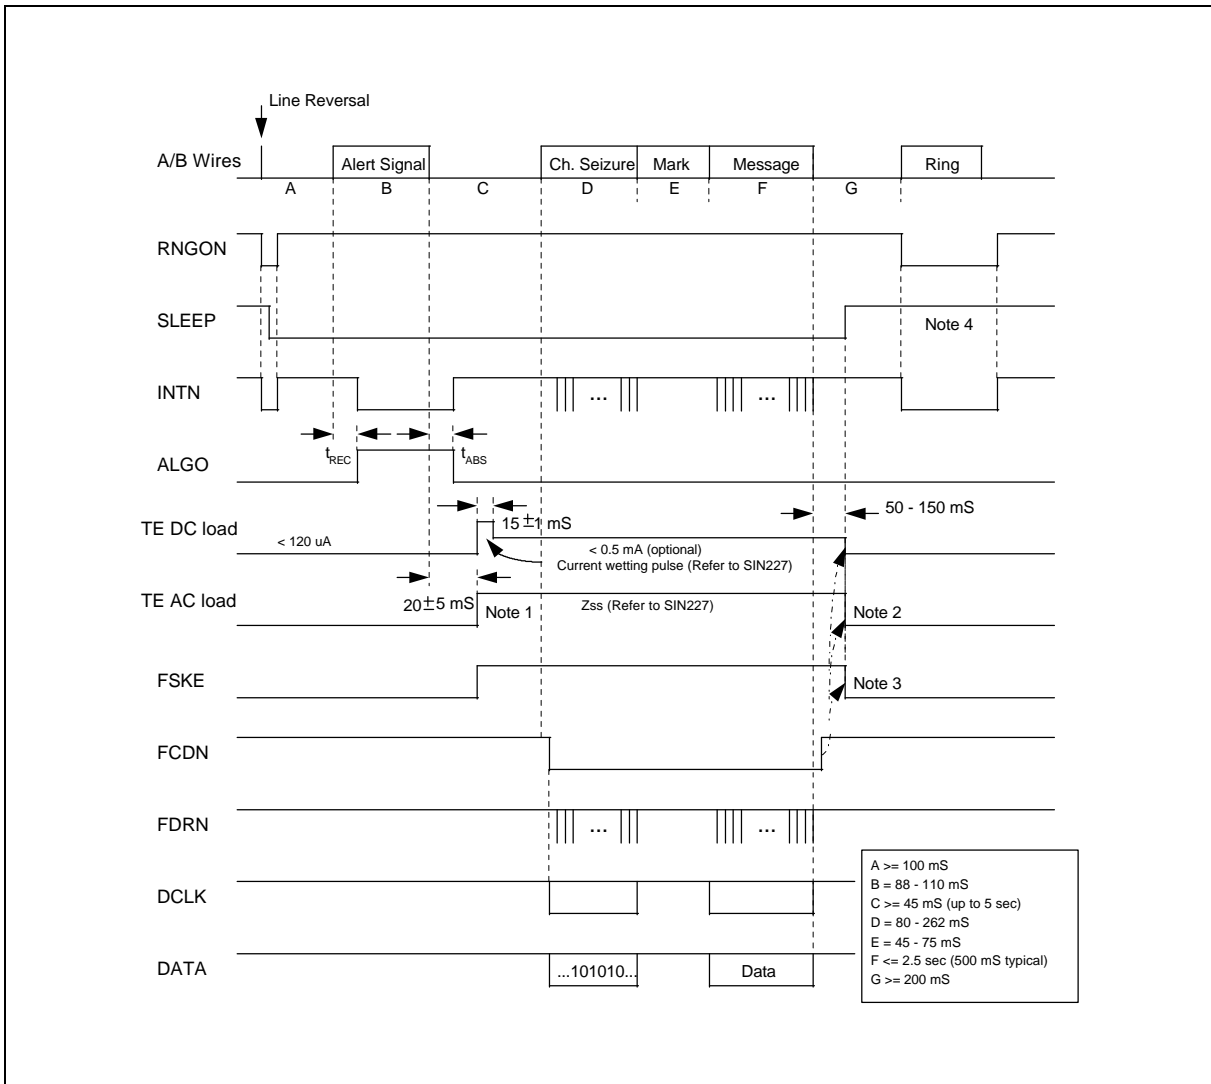 Line Reversal
A/B Wires
Alert Signal
Ch. Seizure
Mark
Message
Ring
A
B
C
D
E
F
G
RNGON
SLEEP
Note 4
INTN
...
...
tREC
tABS
ALGO
50 - 150 mS
15±1 mS
TE DC load
< 120 uA
< 0.5 mA (optional)
Current wetting pulse (Refer to SIN227)
TE AC load
20±5 mS
Note 1
Zss (Refer to SIN227)
Note 2
FSKE
Note 3
FCDN
FDRN
...
...
DCLK
DATA
...101010...
Data
A >= 100 mS
B = 88 - 110 mS
C >= 45 mS (up to 5 sec)
D = 80 - 262 mS
E = 45 - 75 mS
F <= 2.5 sec (500 mS typical)
G >= 200 mS